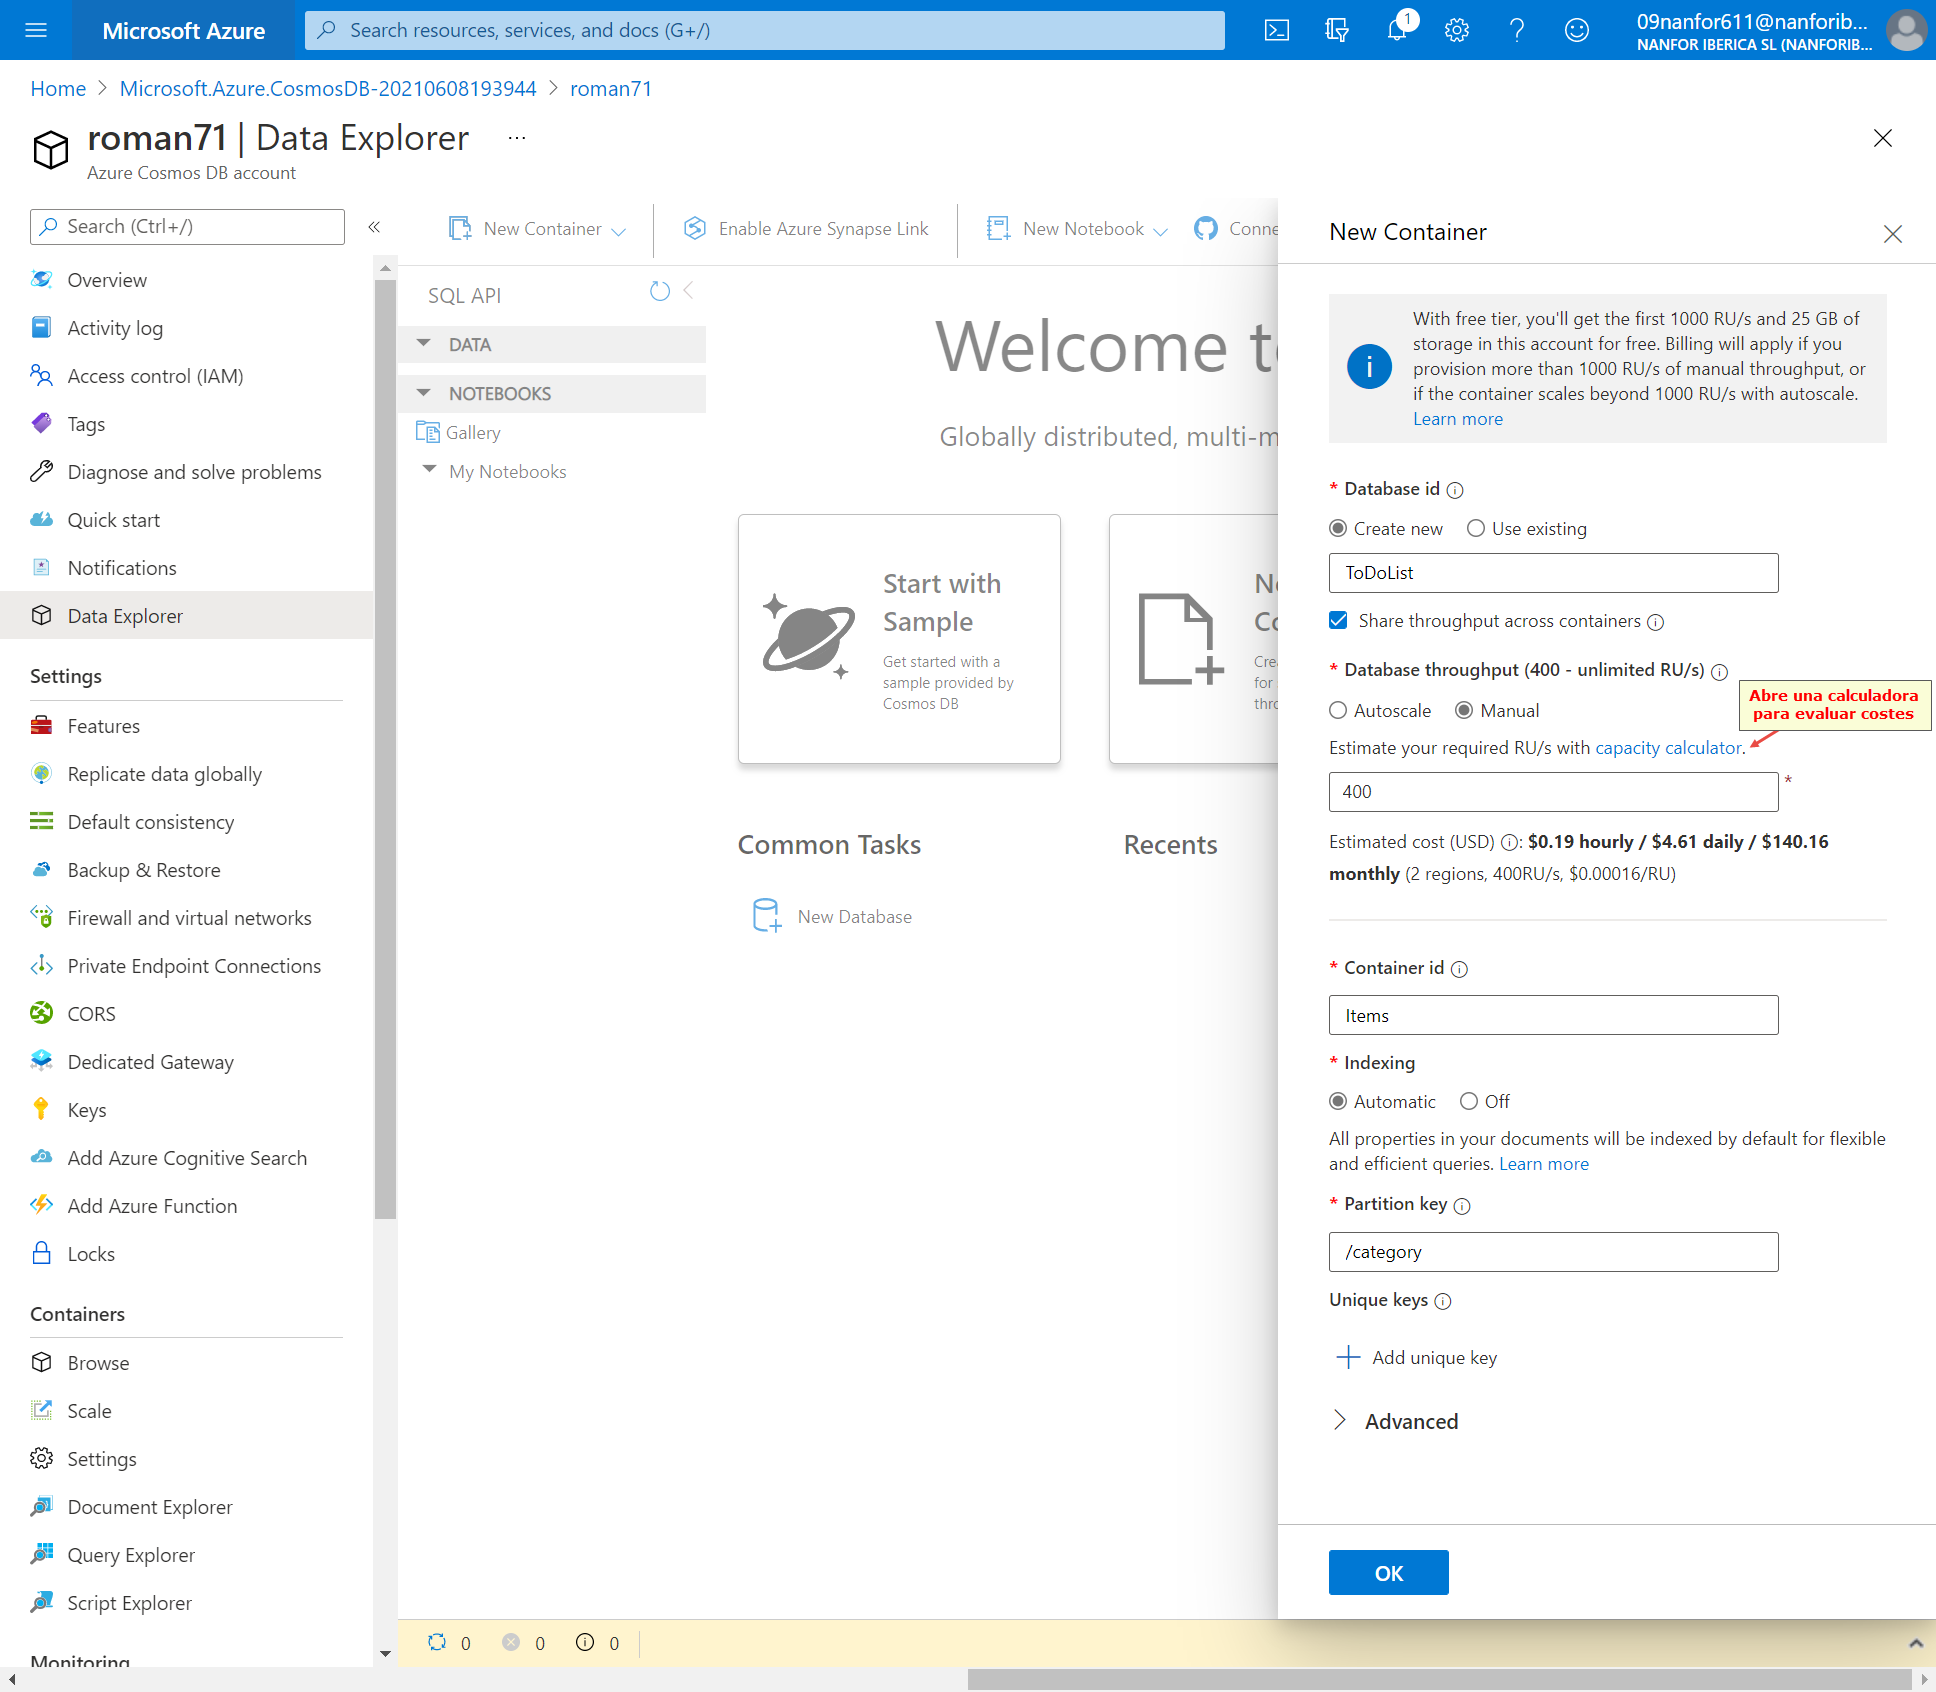 Microsoft Azure
Search resources, services, and docs (G+/)
1
09nanfor611@nanforib...
NANFOR IBERICA SL (NANFORIB...
Home > Microsoft.Azure.CosmosDB-20210608193944 > roman71
roman71 | Data Explorer ...
Azure Cosmos DB account
Search (Ctrl+/)
«
Overview
Activity log
Access control (IAM)
Tags
Diagnose and solve problems
Quick start
Notifications
Data Explorer
Settings
Features
Replicate data globally
Default consistency
Backup & Restore
Firewall and virtual networks
Private Endpoint Connections
CORS
Dedicated Gateway
Keys
Add Azure Cognitive Search
Add Azure Function
Locks
Containers
Browse
Scale
Settings
Document Explorer
Query Explorer
Script Explorer
Monitoring
New Container
Enable Azure Synapse Link
New Notebook
Conne
SQL API
DATA
NOTEBOOKS
Gallery
My Notebooks
Welcome to
Globally distributed, multi-m
Start with
Sample
Get started with a
sample provided by
Cosmos DB
N
Co
Cre
for
thro
Common Tasks
New Database
Recents
0 0 0
New Container
With free tier, you'll get the first 1000 RU/s and 25 GB of
storage in this account for free. Billing will apply if you
provision more than 1000 RU/s of manual throughput, or
if the container scales beyond 1000 RU/s with autoscale.
Learn more
* Database id
Create new Use existing
ToDoList
Share throughput across containers
* Database throughput (400 - unlimited RU/s)
Abre una calculadora
para evaluar costes
Autoscale Manual
Estimate your required RU/s with capacity calculator.
400 *
Estimated cost (USD) : $0.19 hourly / $4.61 daily / $140.16
monthly (2 regions, 400RU/s, $0.00016/RU)
* Container id
Items
* Indexing
Automatic Off
All properties in your documents will be indexed by default for flexible
and efficient queries. Learn more
* Partition key
/category
Unique keys
Add unique key
Advanced
OK